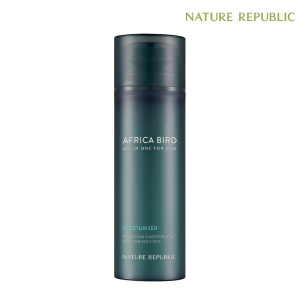 NATURE REPUBLIC
AFRICA BIRD
ALL IN ONE FOR MEN
MOISTURIZER
NATURE REPUBLIC